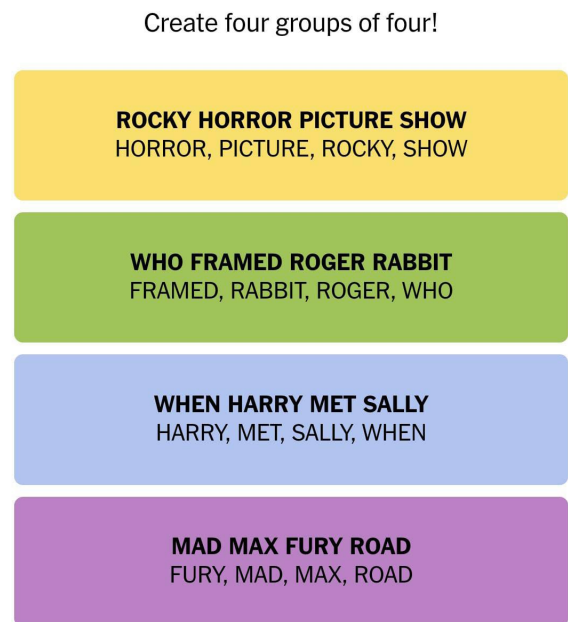 Create four groups of four!
ROCKY HORROR PICTURE SHOW
HORROR, PICTURE, ROCKY, SHOW
WHO FRAMED ROGER RABBIT
FRAMED, RABBIT, ROGER, WHO
WHEN HARRY MET SALLY
HARRY, MET, SALLY, WHEN
MAD MAX FURY ROAD
FURY, MAD, MAX, ROAD